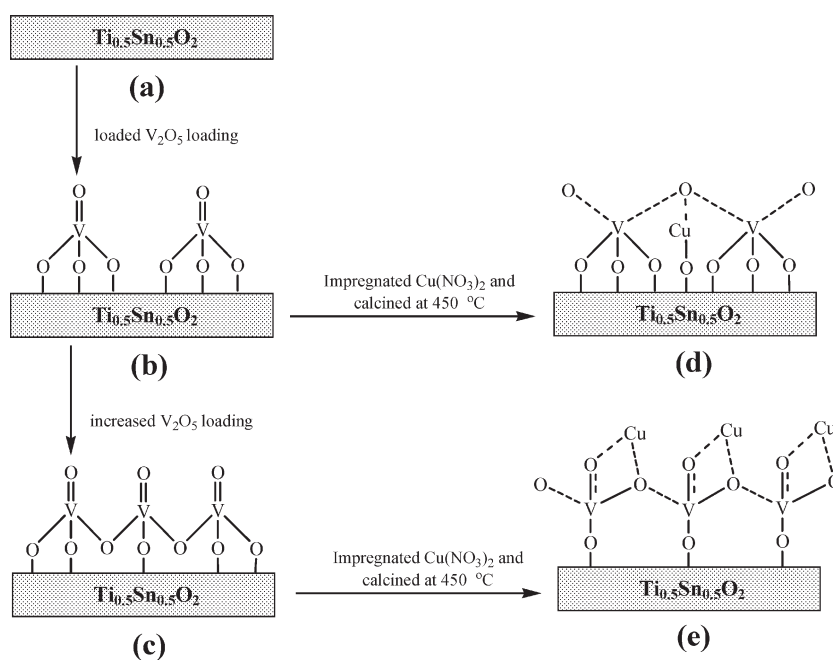 Ti0.5Sn0.5O2
(a)
loaded V2O5 loading
O O
V V
O O O O O O
Ti0.5Sn0.5O2
(b)
Impregnated Cu(NO3)2 and
calcined at 450 °C
O O O
V Cu V
O O O O O O O
Ti0.5Sn0.5O2
(d)
increased V2O5 loading
O O O
V V V
O O O O O O O
Ti0.5Sn0.5O2
(c)
Impregnated Cu(NO3)2 and
calcined at 450 °C
Cu Cu Cu
O O O
O O O O
V V V
O O O
Ti0.5Sn0.5O2
(e)